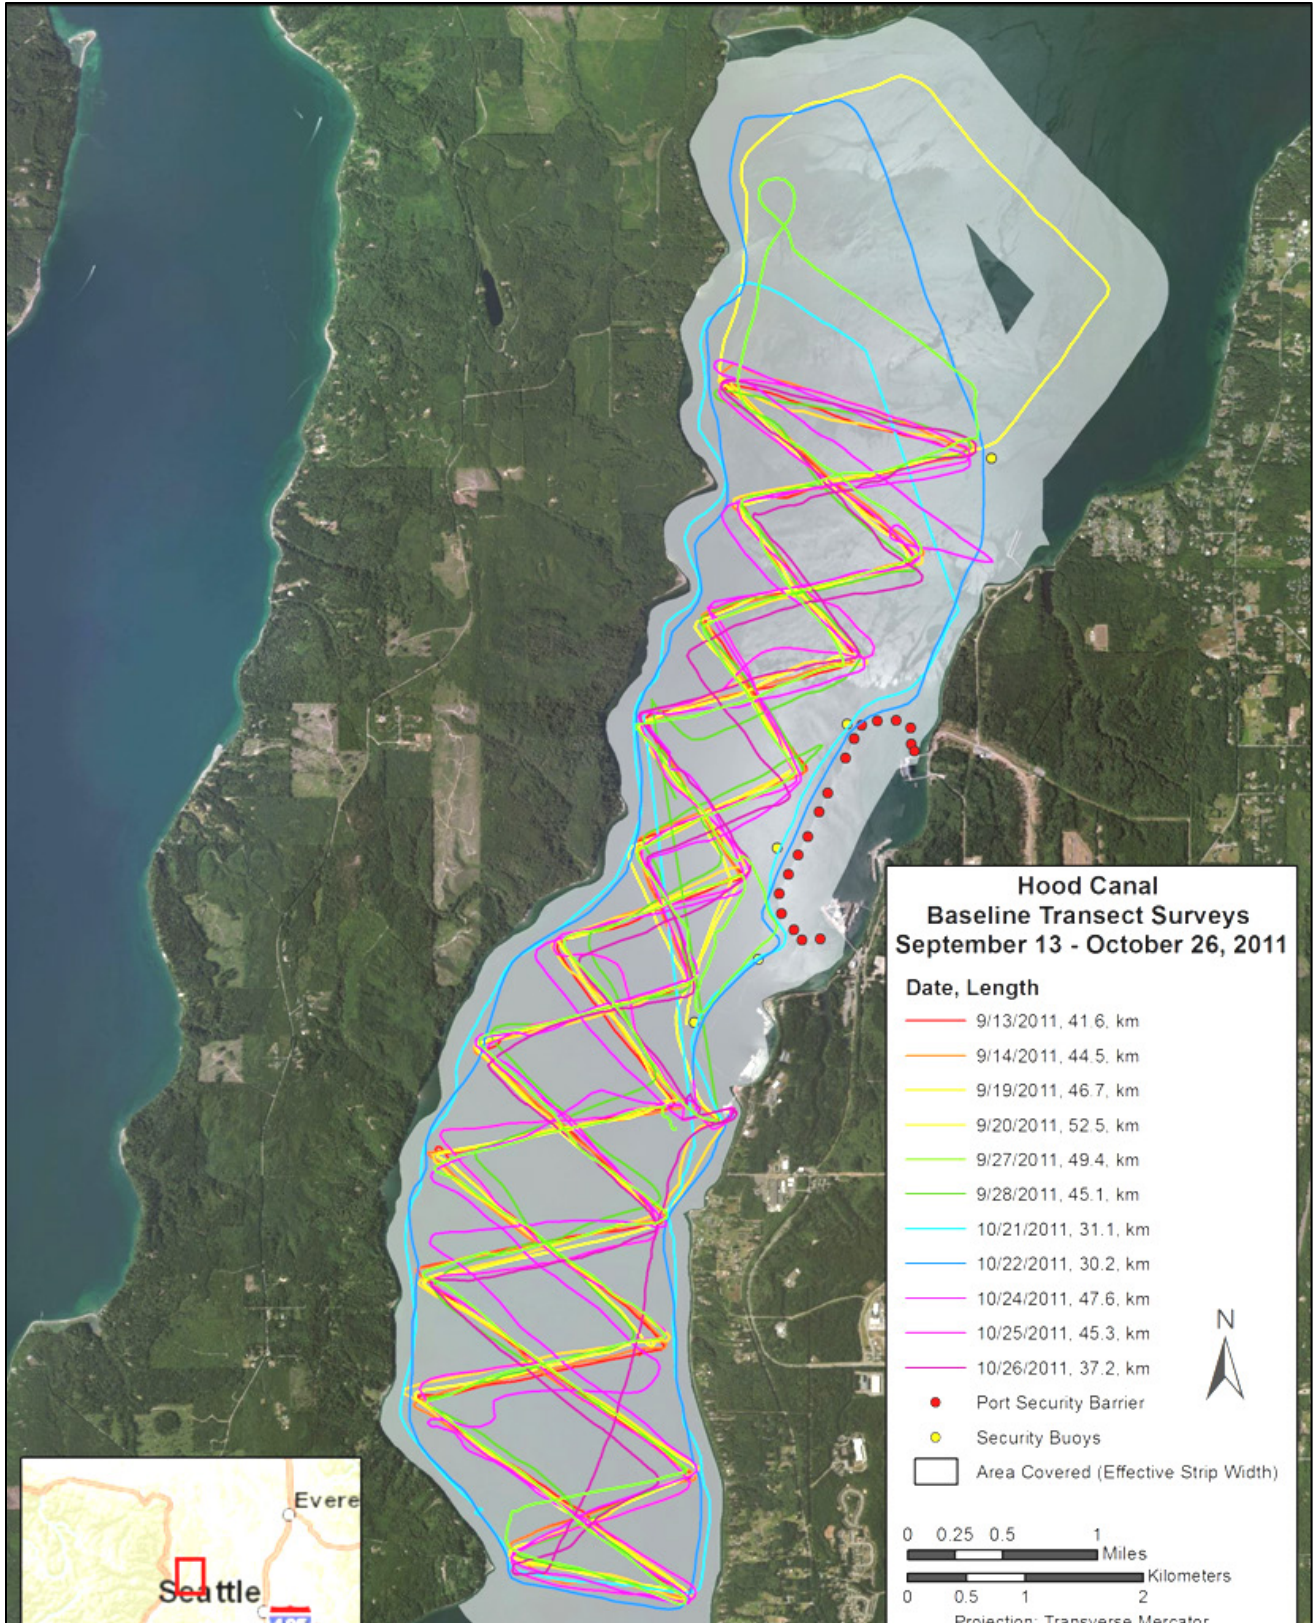 Hood Canal
Baseline Transect Surveys
September 13 - October 26, 2011
Date, Length
9/13/2011, 41.6, km
9/14/2011, 44.5, km
9/19/2011, 46.7, km
9/20/2011, 52.5, km
9/27/2011, 49.4, km
9/28/2011, 45.1, km
10/21/2011, 31.1, km
10/22/2011, 30.2, km
10/24/2011, 47.6, km
10/25/2011, 45.3, km
10/26/2011, 37.2, km
Port Security Barrier
Security Buoys
Area Covered (Effective Strip Width)
N
0 0.25 0.5 1
Miles
Kilometers
0 0.5 1 2
Projection: Transverse Mercator
Evere
Seattle